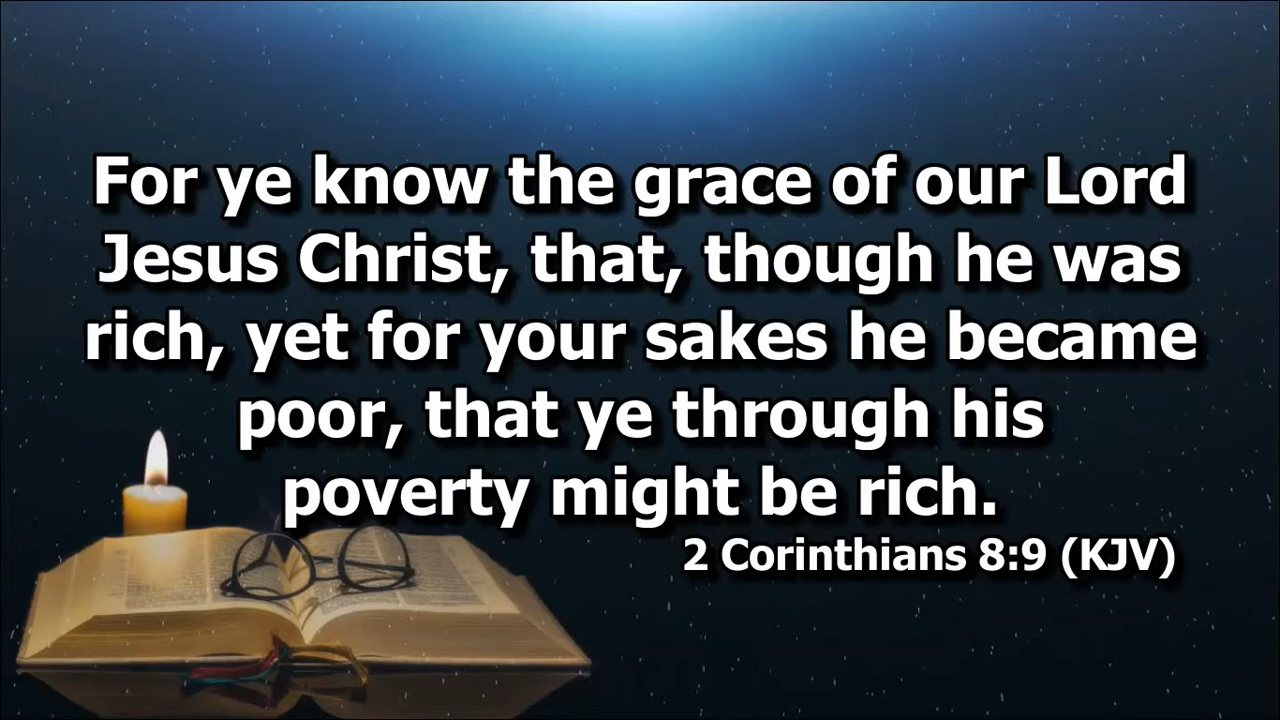 For ye know the grace of our Lord
Jesus Christ, that, though he was
rich, yet for your sakes he became
poor, that ye through his
poverty might be rich.
2 Corinthians 8:9 (KJV)